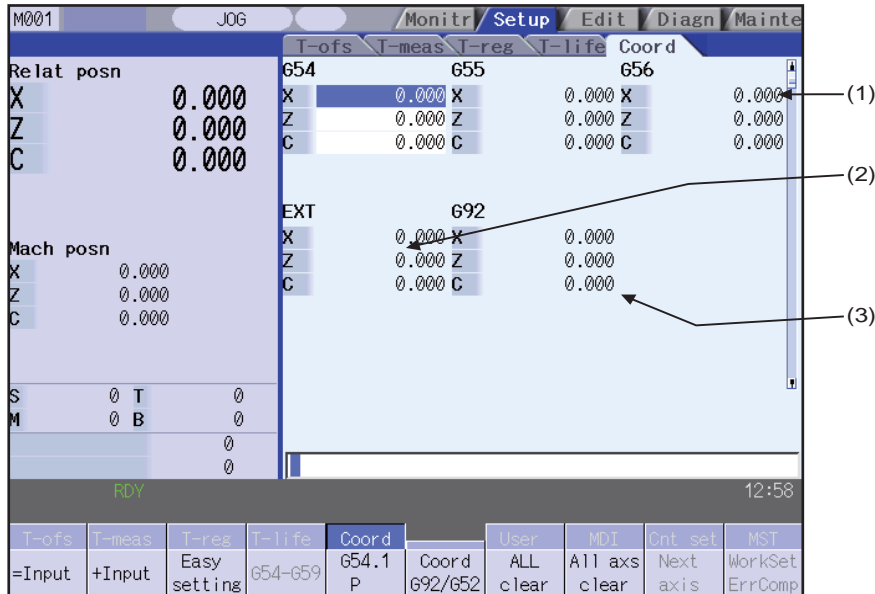 M001 JOG Monitr Setup Edit Diagn Mainte
T-ofs T-meas T-reg T-life Coord
Relat posn
X 0.000
Z 0.000
C 0.000
Mach posn
X 0.000
Z 0.000
C 0.000
S 0 T 0
M 0 B 0
0
0
G54 G55 G56
X 0.000 X 0.000 X 0.000
Z 0.000 Z 0.000 Z 0.000
C 0.000 C 0.000 C 0.000
EXT G92
X 0.000 X 0.000
Z 0.000 Z 0.000
C 0.000 C 0.000
(1)
(2)
(3)
RDY 12:58
T-ofs T-meas T-reg T-life Coord User MDI Cnt set MST
=Input +Input Easy setting G54-G59 G54.1 P Coord G92/G52 ALL clear All axs clear Next axis WorkSet ErrComp